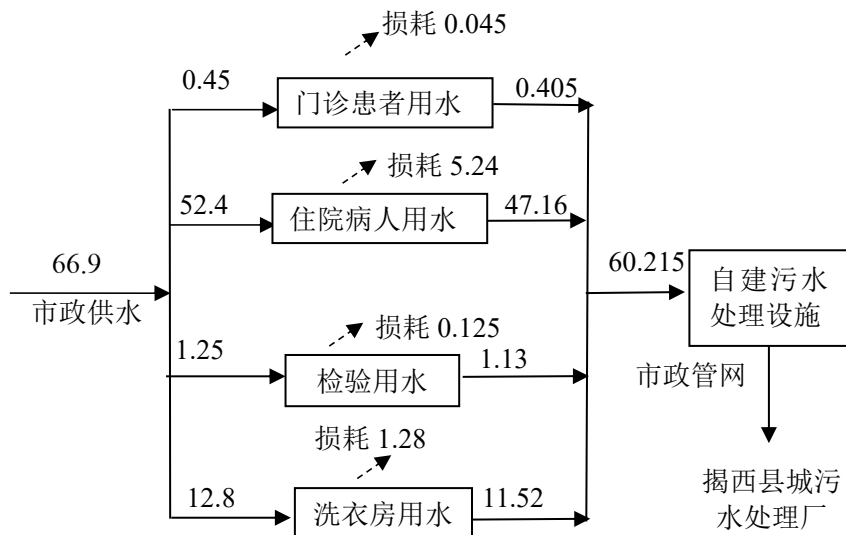 损耗 0.045
0.45
门诊患者用水
0.405
损耗 5.24
52.4
住院病人用水
47.16
66.9
市政供水
60.215
自建污水
处理设施
损耗 0.125
1.25
检验用水
1.13
市政管网
损耗 1.28
12.8
洗衣房用水
11.52
揭西县城污
水处理厂